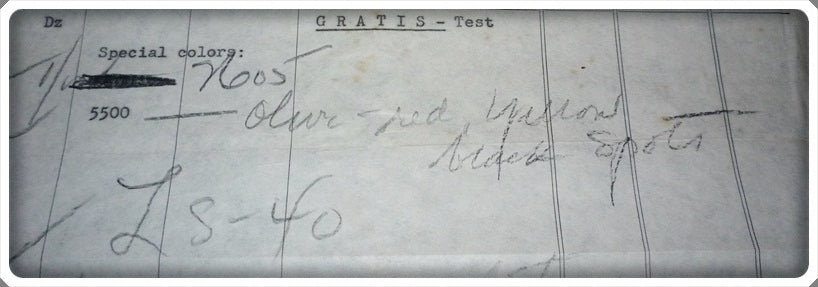 Dz GRATIS-Test
Special colors:
7605
5500 — Olive-red yellow —
black spots
LS-40